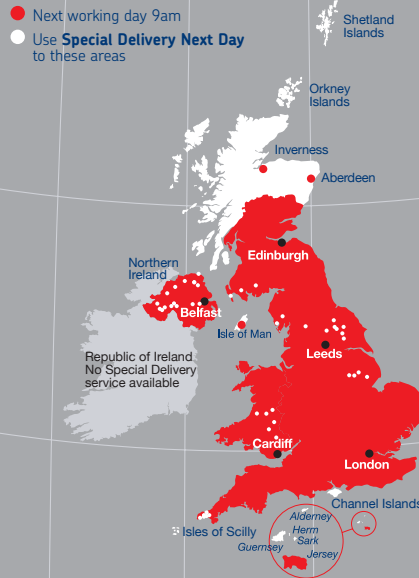 Next working day 9am
Use Special Delivery Next Day
to these areas
Shetland
Islands
Orkney
Islands
Inverness
Aberdeen
Edinburgh
Northern
Ireland
Belfast
Isle of Man
Leeds
Republic of Ireland
No Special Delivery
service available
Cardiff
London
Channel Islands
Isles of Scilly
Alderney
Herm
Sark
Guernsey
Jersey